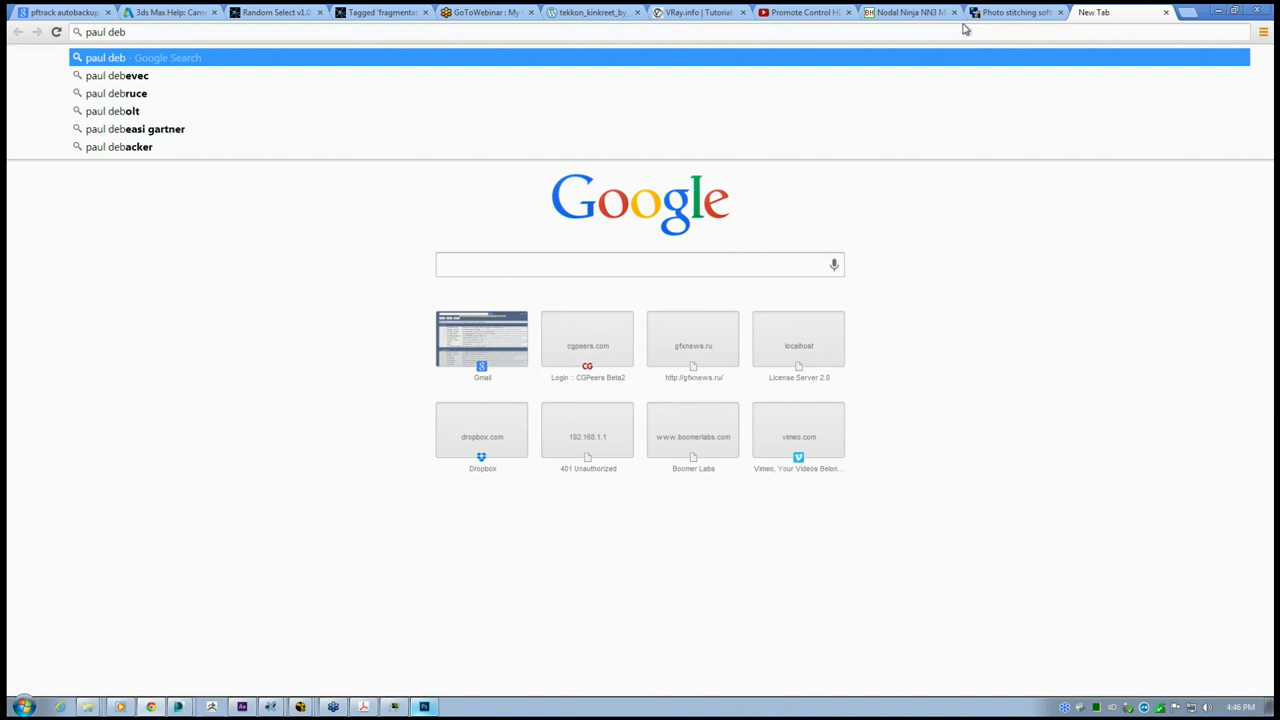 pftrack autobackup
3ds Max Help: Came
Random Select v1.0
Tagged 'fragmentat
GoToWebinar : My
tekkon_kinkreet_by_
VRay.info | Tutorial
Promote Control H
Nodal Ninja NN3 M
Photo stitching soft
New Tab
paul deb
paul deb - Google Search
paul debevec
paul debruce
paul debolt
paul debeasi gartner
paul debacker
Google
cgpeers.com
gfxnews.ru
localhost
Gmail
Login :: CGPeers Beta2
http://gfxnews.ru/
License Server 2.0
dropbox.com
192.168.1.1
www.boomerlabs.com
vimeo.com
Dropbox
401 Unauthorized
Boomer Labs
Vimeo, Your Videos Belon...
4:46 PM